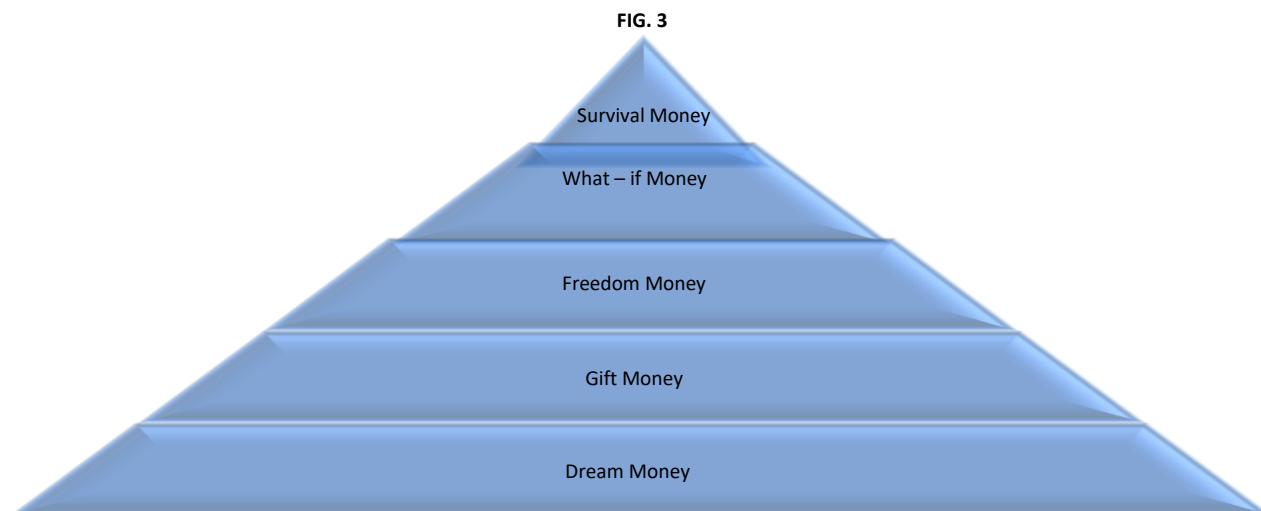 FIG. 3
Survival Money
What – if Money
Freedom Money
Gift Money
Dream Money